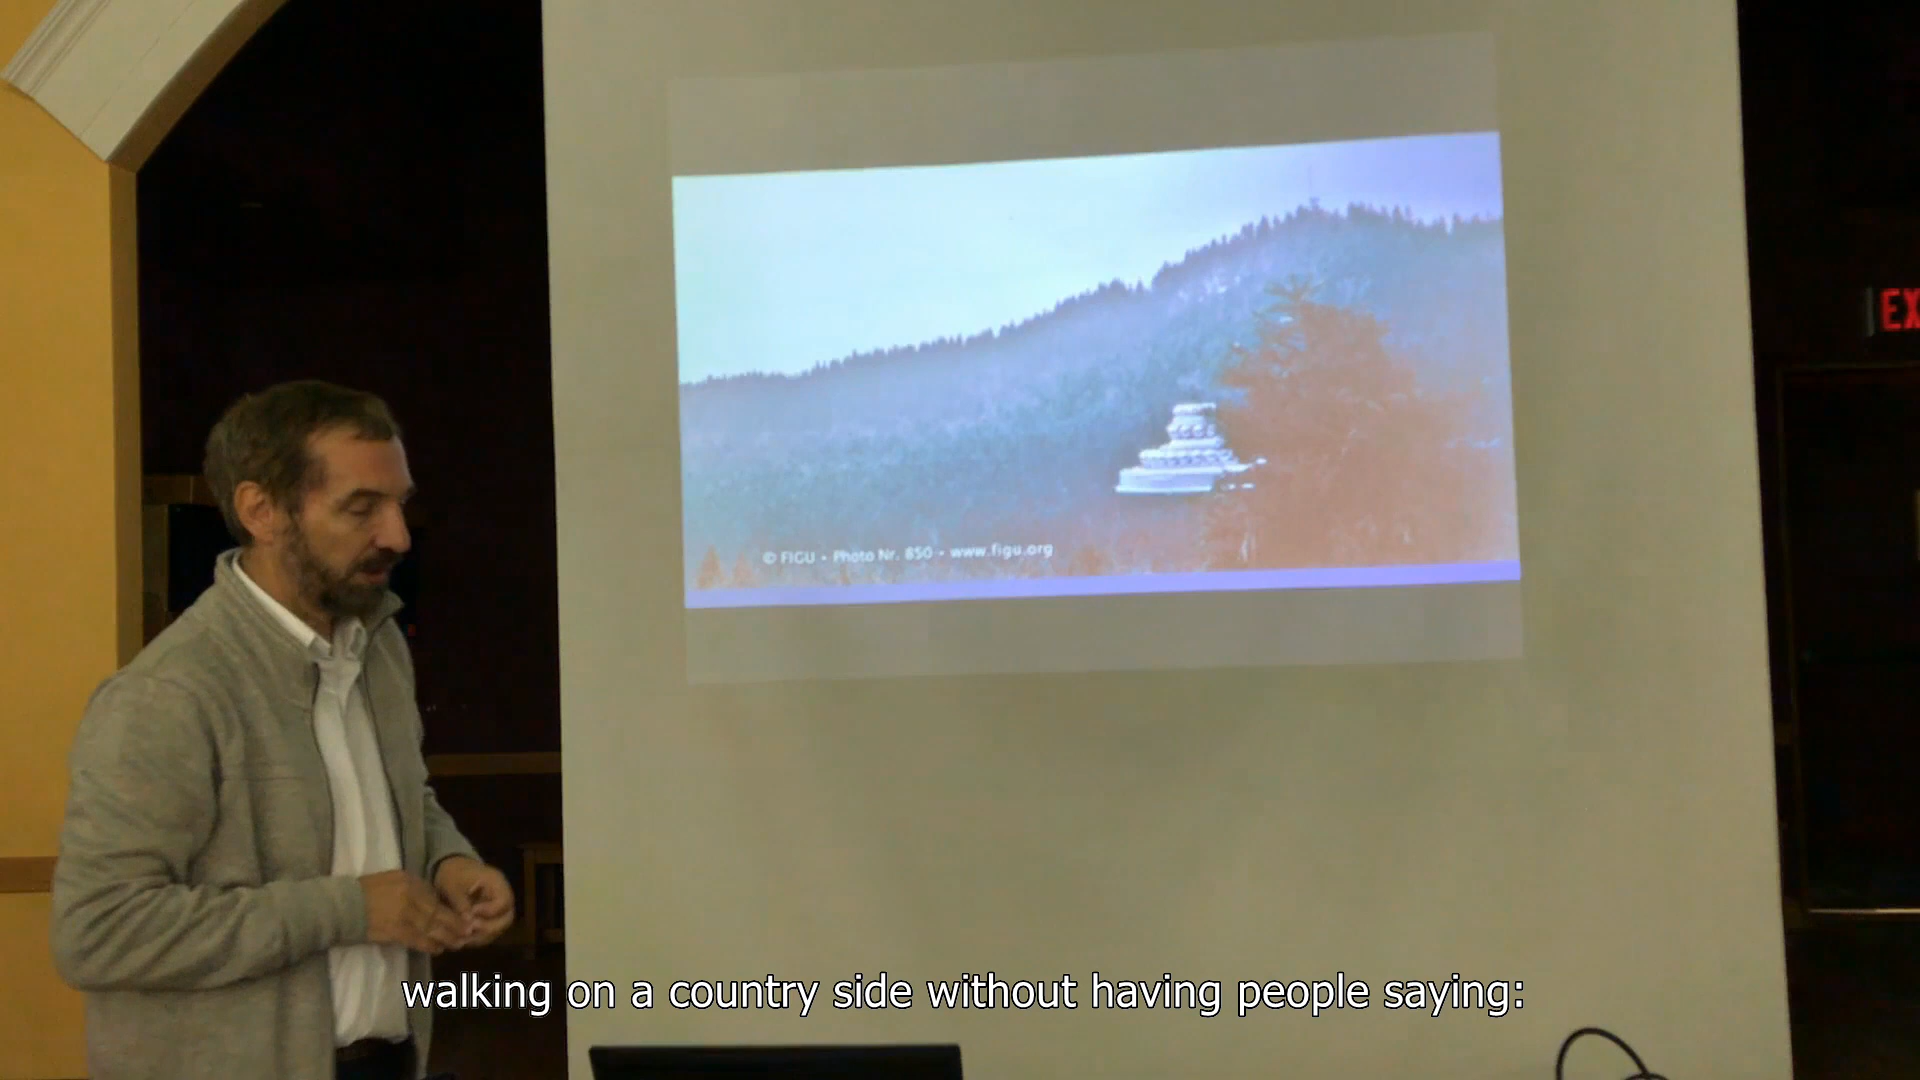 EX
© FIGU • Photo Nr. 850 • www.figu.org
walking on a country side without having people saying: